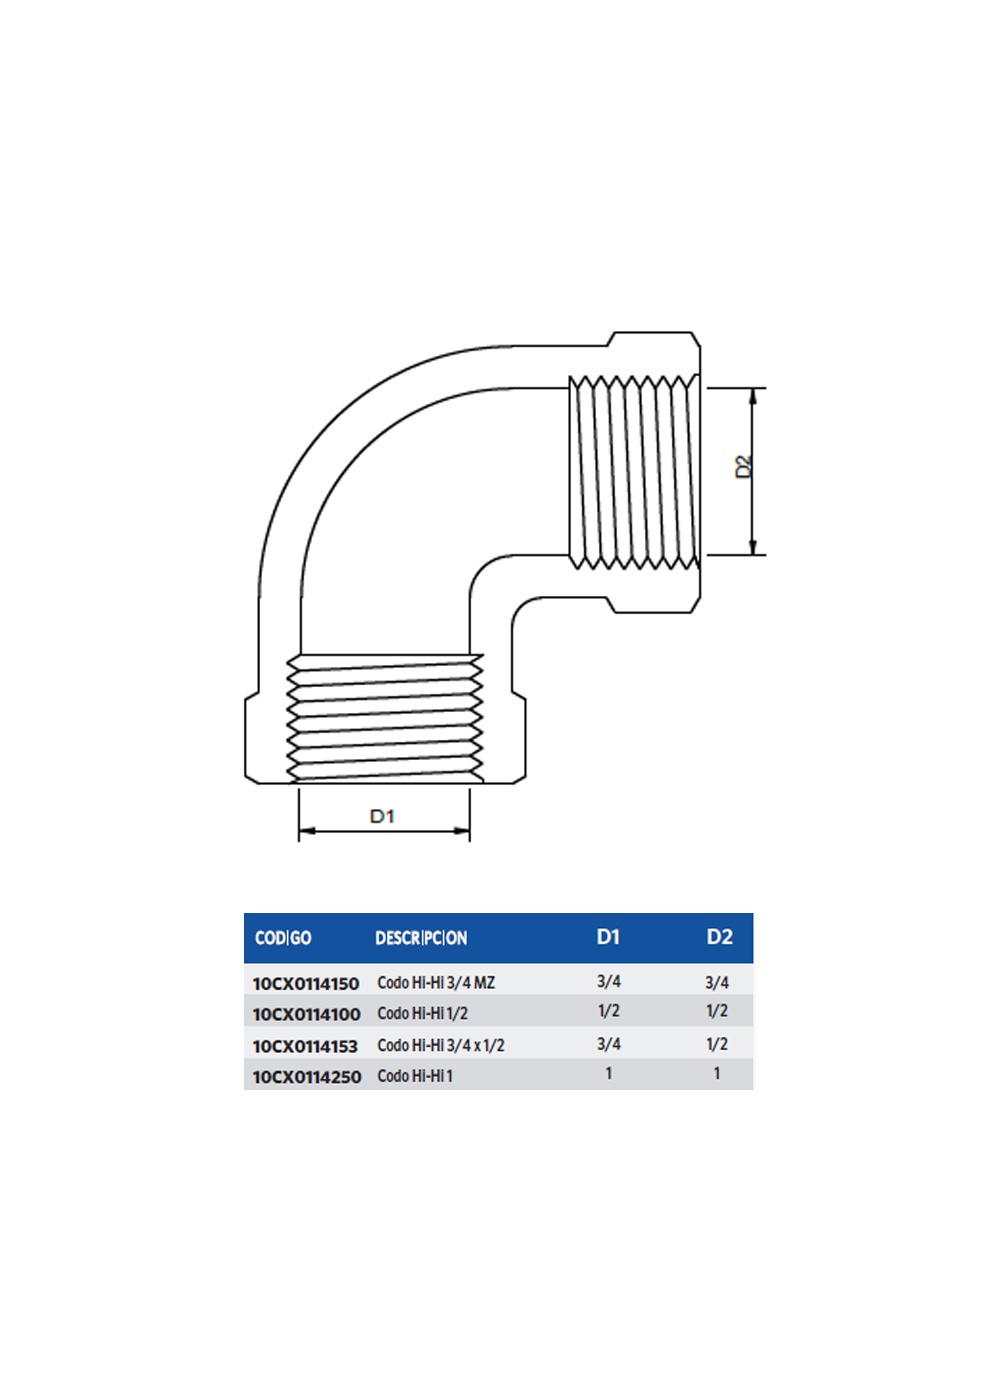 D2
D1
CODIGO DESCRIPCION D1 D2
10CX0114150 Codo HI-HI 3/4 MZ 3/4 3/4
10CX0114100 Codo HI-HI 1/2 1/2 1/2
10CX0114153 Codo HI-HI 3/4 x 1/2 3/4 1/2
10CX0114250 Codo HI-HI 1 1 1